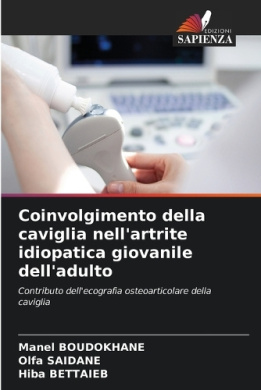 EDIZIONI
SAPIENZA
Coinvolgimento della
caviglia nell'artrite
idiopatica giovanile
dell'adulto
Contributo dell'ecografia osteoarticolare della
caviglia
Manel BOUDOKHANE
Olfa SAIDANE
Hiba BETTAIEB